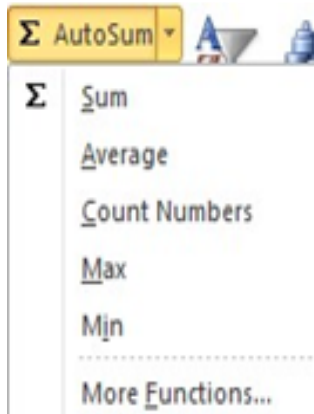 Σ AutoSum
Σ Sum
Average
Count Numbers
Max
Min
More Functions...